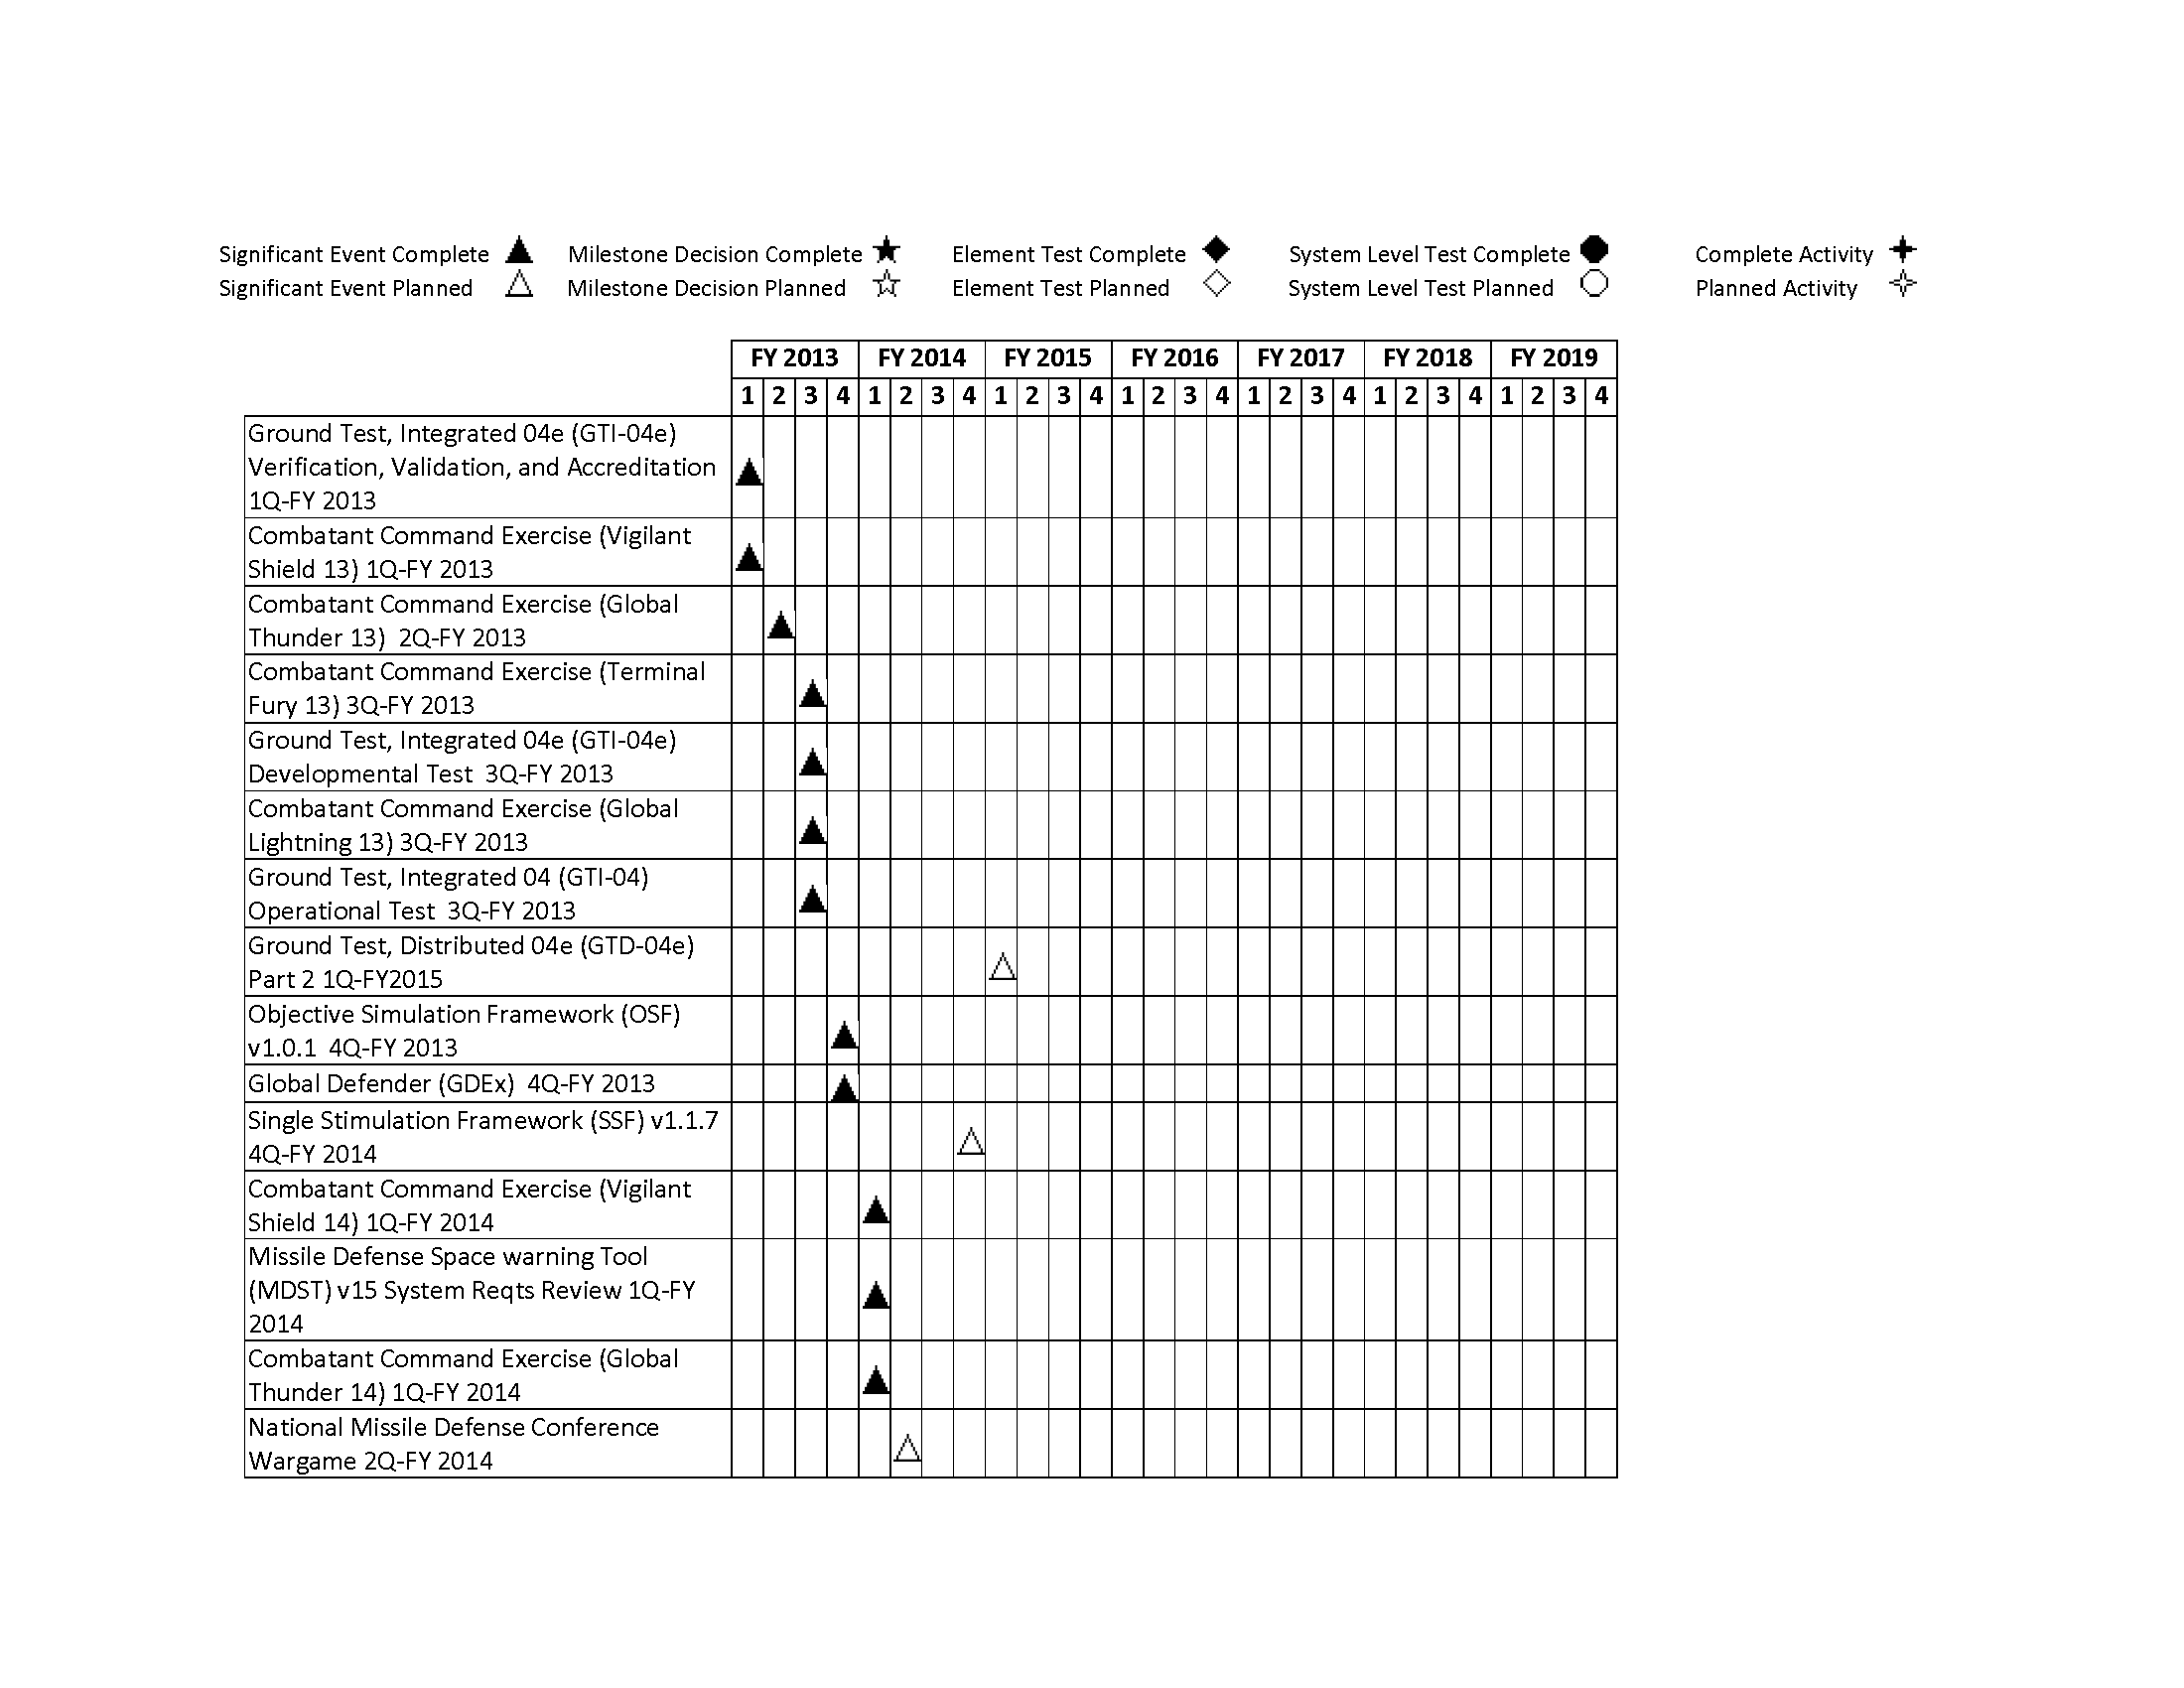 Significant Event Complete Milestone Decision Complete Element Test Complete System Level Test Complete Complete Activity
Significant Event Planned Milestone Decision Planned Element Test Planned System Level Test Planned Planned Activity
FY 2013 FY 2014 FY 2015 FY 2016 FY 2017 FY 2018 FY 2019
1 2 3 4 1 2 3 4 1 2 3 4 1 2 3 4 1 2 3 4 1 2 3 4 1 2 3 4
Ground Test, Integrated 04e (GTI-04e)
Verification, Validation, and Accreditation
1Q-FY 2013
Combatant Command Exercise (Vigilant
Shield 13) 1Q-FY 2013
Combatant Command Exercise (Global
Thunder 13)  2Q-FY 2013
Combatant Command Exercise (Terminal
Fury 13) 3Q-FY 2013
Ground Test, Integrated 04e (GTI-04e)
Developmental Test  3Q-FY 2013
Combatant Command Exercise (Global
Lightning 13) 3Q-FY 2013
Ground Test, Integrated 04 (GTI-04)
Operational Test  3Q-FY 2013
Ground Test, Distributed 04e (GTD-04e)
Part 2 1Q-FY2015
Objective Simulation Framework (OSF)
v1.0.1  4Q-FY 2013
Global Defender (GDEx)  4Q-FY 2013
Single Stimulation Framework (SSF) v1.1.7
4Q-FY 2014
Combatant Command Exercise (Vigilant
Shield 14) 1Q-FY 2014
Missile Defense Space warning Tool
(MDST) v15 System Reqts Review 1Q-FY
2014
Combatant Command Exercise (Global
Thunder 14) 1Q-FY 2014
National Missile Defense Conference
Wargame 2Q-FY 2014